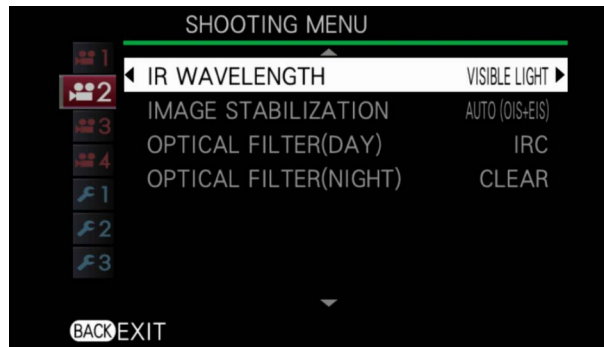 SHOOTING MENU
1
2
3
4
1
2
3
IR WAVELENGTH VISIBLE LIGHT
IMAGE STABILIZATION AUTO (OIS+EIS)
OPTICAL FILTER(DAY) IRC
OPTICAL FILTER(NIGHT) CLEAR
BACK EXIT